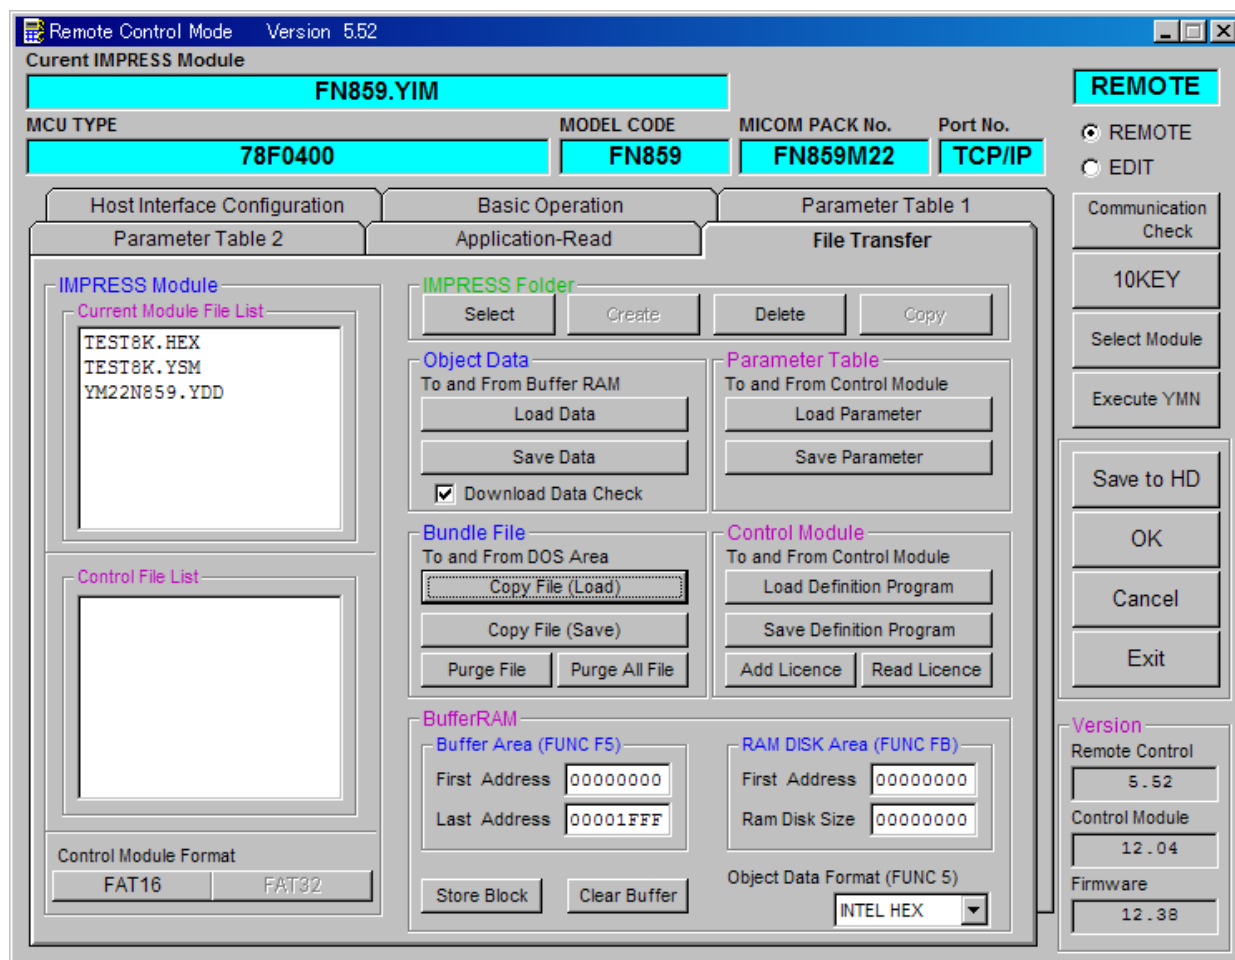 Remote Control Mode Version 5.52
Curent IMPRESS Module
FN859.YIM
MCU TYPE MODEL CODE MICOM PACK No. Port No.
78F0400 FN859 FN859M22 TCP/IP
REMOTE
REMOTE
EDIT
Host Interface Configuration Basic Operation Parameter Table 1
Parameter Table 2 Application-Read File Transfer
IMPRESS Module
Current Module File List
TEST8K.HEX
TEST8K.YSM
YM22N859.YDD
Control File List
Control Module Format
FAT16 FAT32
IMPRESS Folder
Select Create Delete Copy
Object Data
To and From Buffer RAM
Load Data
Save Data
Download Data Check
Parameter Table
To and From Control Module
Load Parameter
Save Parameter
Bundle File
To and From DOS Area
Copy File (Load)
Copy File (Save)
Purge File Purge All File
Control Module
To and From Control Module
Load Definition Program
Save Definition Program
Add Licence Read Licence
BufferRAM
Buffer Area (FUNC F5)
First Address 00000000
Last Address 00001FFF
RAM DISK Area (FUNC FB)
First Address 00000000
Ram Disk Size 00000000
Store Block Clear Buffer
Object Data Format (FUNC 5)
INTEL HEX
Communication
Check
10KEY
Select Module
Execute YMN
Save to HD
OK
Cancel
Exit
Version
Remote Control
5.52
Control Module
12.04
Firmware
12.38